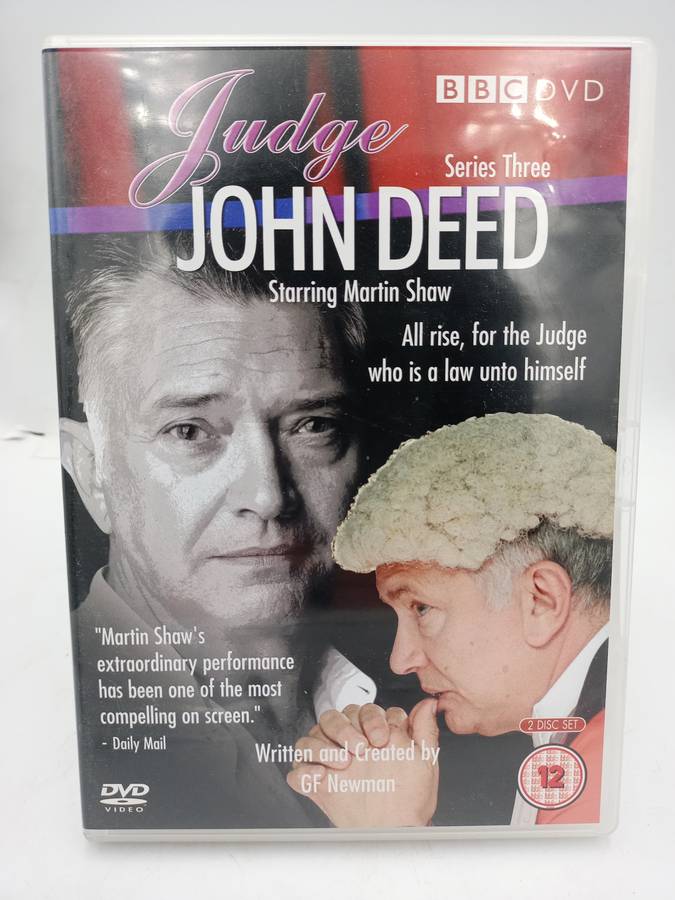 BBC DVD
Judge
Series Three
JOHN DEED
Starring Martin Shaw
All rise, for the Judge
who is a law unto himself
"Martin Shaw's
extraordinary performance
has been one of the most
compelling on screen."
- Daily Mail
Written and Created by
GF Newman
2 DISC SET
12
DVD
VIDEO